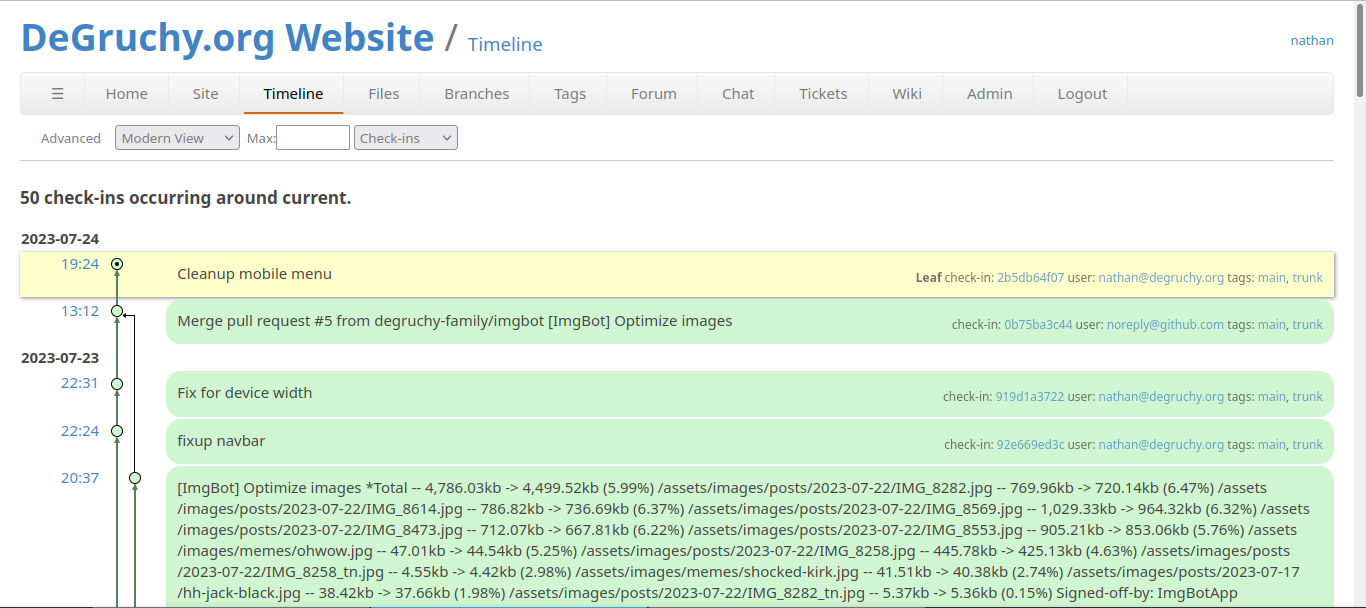 DeGruchy.org Website / Timeline
nathan
☰ Home Site Timeline Files Branches Tags Forum Chat Tickets Wiki Admin Logout
Advanced Modern View Max: Check-ins
50 check-ins occurring around current.
2023-07-24
19:24 Cleanup mobile menu Leaf check-in: 2b5db64f07 user: nathan@degruchy.org tags: main, trunk
13:12 Merge pull request #5 from degruchy-family/imgbot [ImgBot] Optimize images check-in: 0b75ba3c44 user: noreply@github.com tags: main, trunk
2023-07-23
22:31 Fix for device width check-in: 919d1a3722 user: nathan@degruchy.org tags: main, trunk
22:24 fixup navbar check-in: 92e669ed3c user: nathan@degruchy.org tags: main, trunk
20:37 [ImgBot] Optimize images *Total -- 4,786.03kb -> 4,499.52kb (5.99%) /assets/images/posts/2023-07-22/IMG_8282.jpg -- 769.96kb -> 720.14kb (6.47%) /assets
/images/posts/2023-07-22/IMG_8614.jpg -- 786.82kb -> 736.69kb (6.37%) /assets/images/posts/2023-07-22/IMG_8569.jpg -- 1,029.33kb -> 964.32kb (6.32%) /assets
/images/posts/2023-07-22/IMG_8473.jpg -- 712.07kb -> 667.81kb (6.22%) /assets/images/posts/2023-07-22/IMG_8553.jpg -- 905.21kb -> 853.06kb (5.76%) /assets
/images/memes/ohwow.jpg -- 47.01kb -> 44.54kb (5.25%) /assets/images/posts/2023-07-22/IMG_8258.jpg -- 445.78kb -> 425.13kb (4.63%) /assets/images/posts
/2023-07-22/IMG_8258_tn.jpg -- 4.55kb -> 4.42kb (2.98%) /assets/images/memes/shocked-kirk.jpg -- 41.51kb -> 40.38kb (2.74%) /assets/images/posts/2023-07-17
/hh-jack-black.jpg -- 38.42kb -> 37.66kb (1.98%) /assets/images/posts/2023-07-22/IMG_8282_tn.jpg -- 5.37kb -> 5.36kb (0.15%) Signed-off-by: ImgBotApp